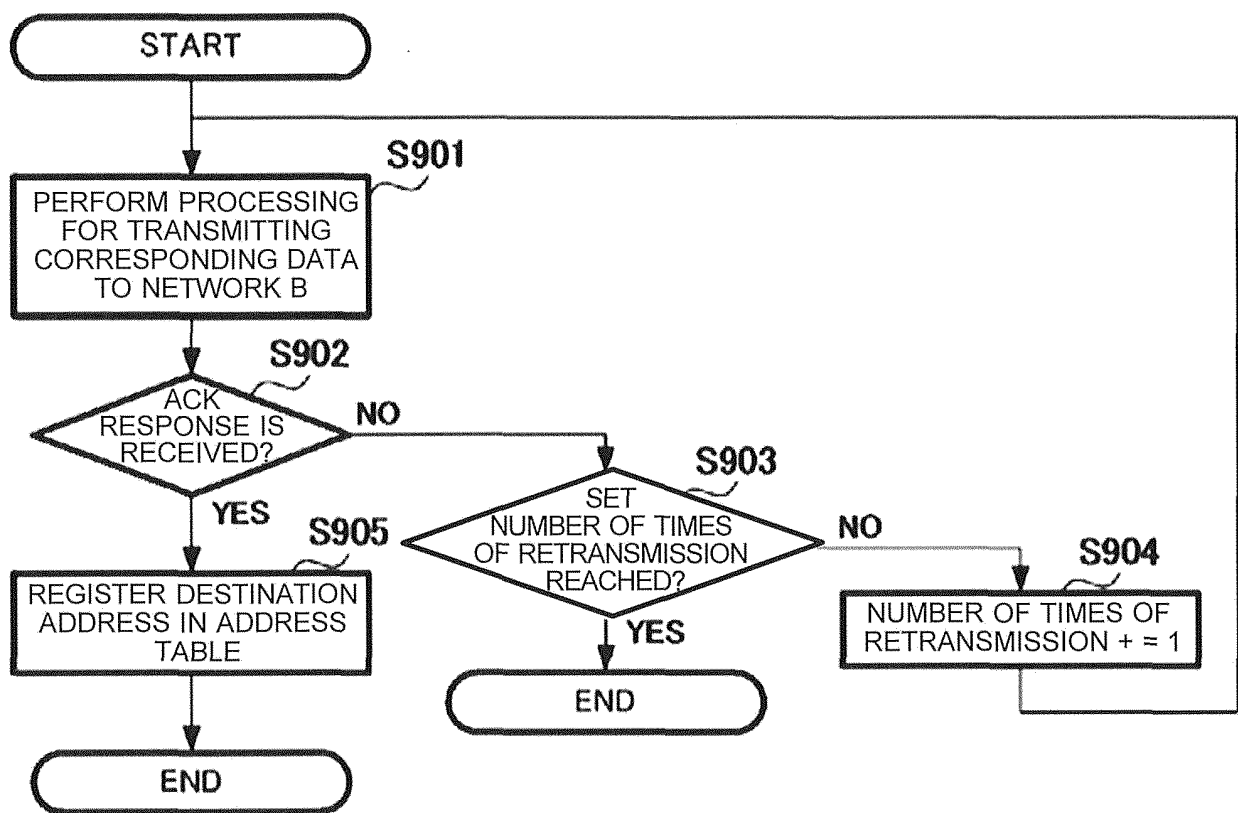 START
S901
PERFORM PROCESSING
FOR TRANSMITTING
CORRESPONDING DATA
TO NETWORK B
S902
ACK
RESPONSE IS
RECEIVED?
NO
YES
S903
SET
NUMBER OF TIMES
OF RETRANSMISSION
REACHED?
NO
YES
S904
NUMBER OF TIMES OF
RETRANSMISSION + = 1
S905
REGISTER DESTINATION
ADDRESS IN ADDRESS
TABLE
END
END